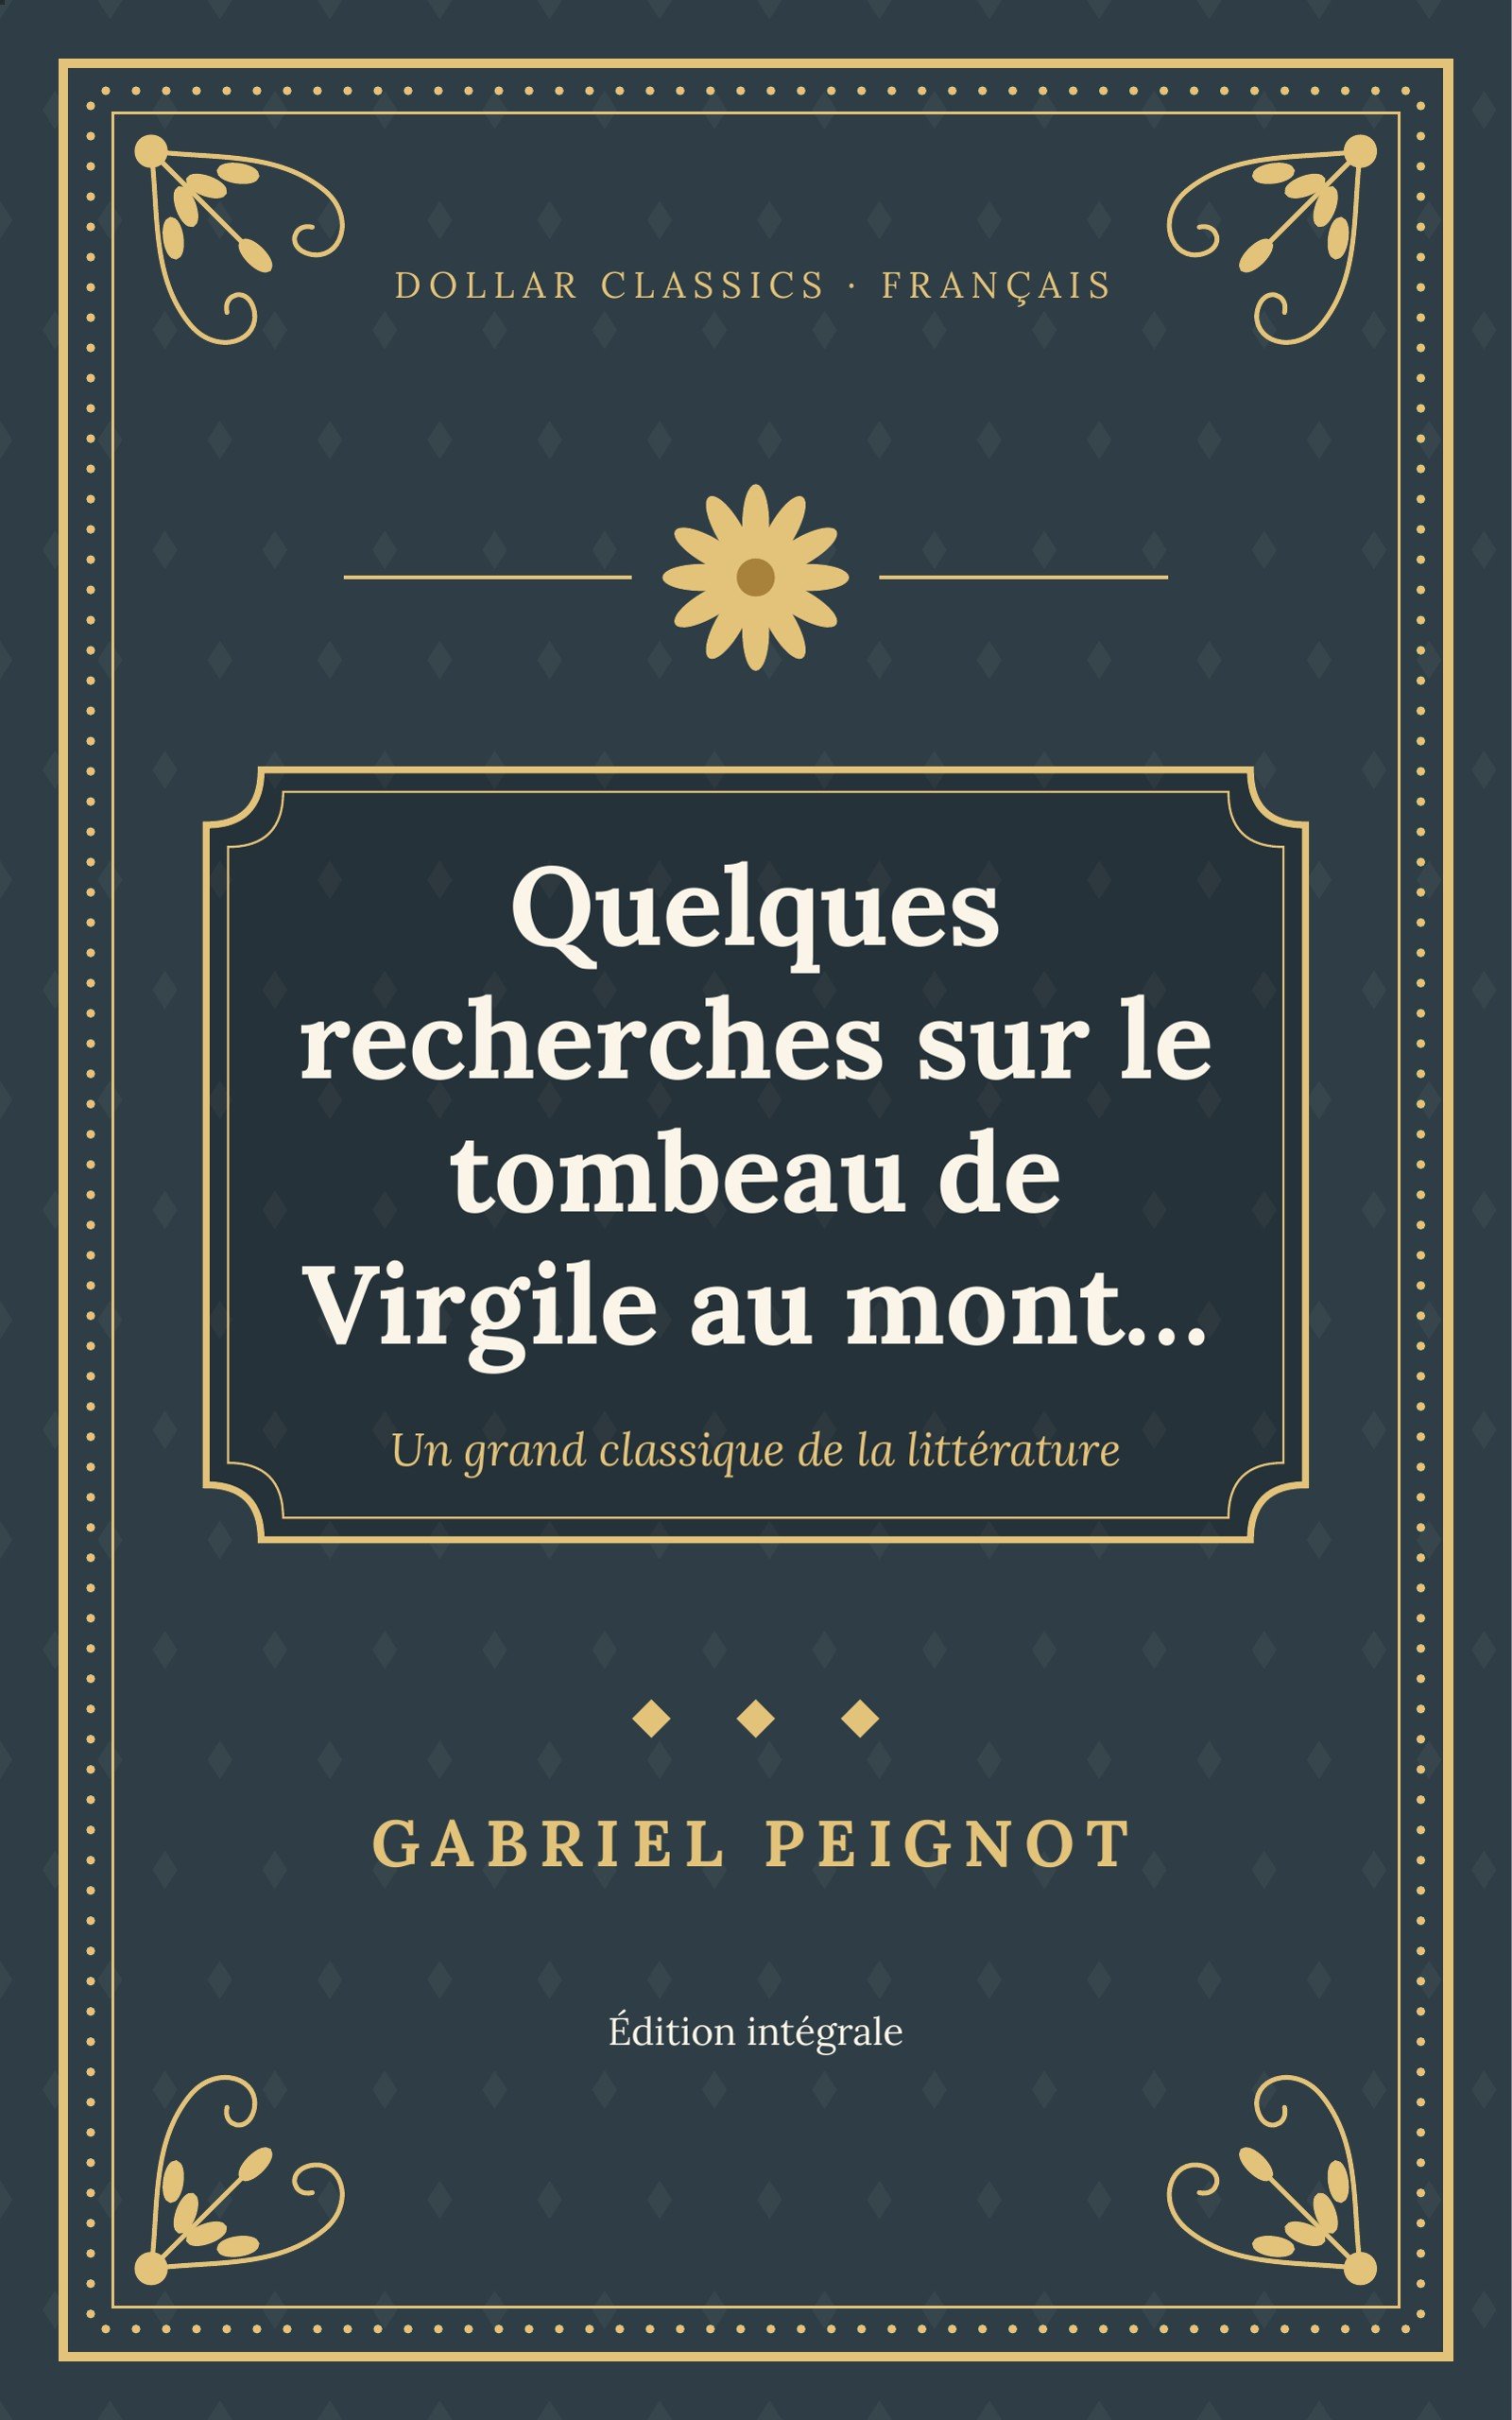 DOLLAR CLASSICS · FRANÇAIS
Quelques
recherches sur le
tombeau de
Virgile au mont...
Un grand classique de la littérature
GABRIEL PEIGNOT
Édition intégrale